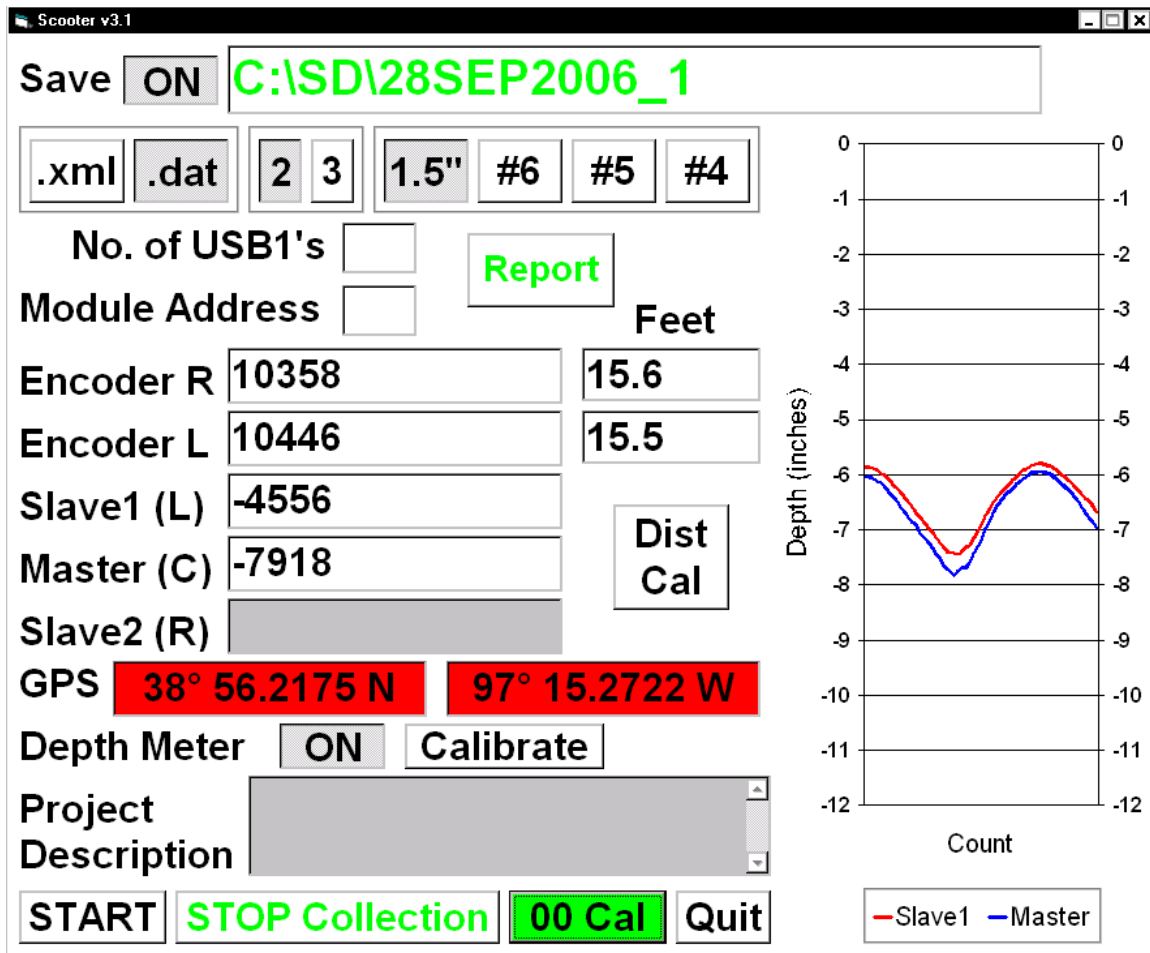 Scooter v3.1
Save ON C:\SD\28SEP2006_1
.xml .dat 2 3 1.5" #6 #5 #4
No. of USB1's
Report
Module Address
Feet
Encoder R 10358 15.6
Encoder L 10446 15.5
Slave1 (L) -4556
Master (C) -7918
Dist
Cal
Slave2 (R)
GPS 38° 56.2175 N 97° 15.2722 W
Depth Meter ON Calibrate
Project
Description
START STOP Collection 00 Cal Quit
0 0
-1 -1
-2 -2
-3 -3
-4 -4
-5 -5
-6 -6
-7 -7
-8 -8
-9 -9
-10 -10
-11 -11
-12 -12
Depth (inches)
Count
Slave1 Master